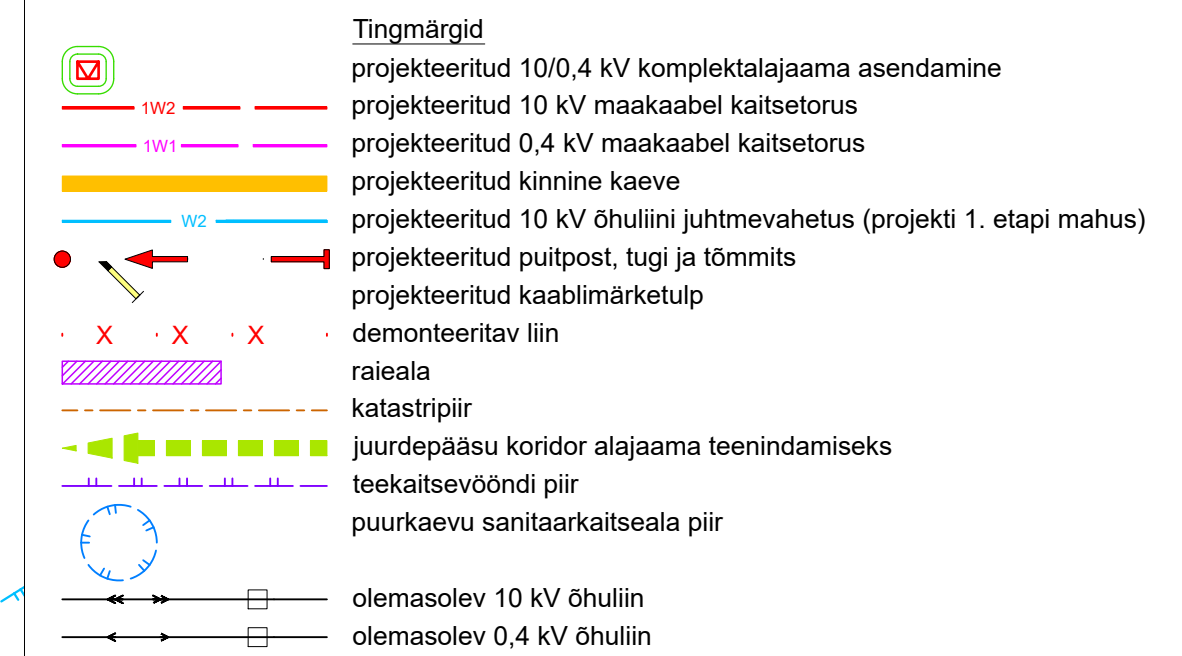 Tingmärgid
projekteeritud 10/0,4 kV komplektalajaama asendamine
1W2 projekteeritud 10 kV maakaabel kaitsetorus
1W1 projekteeritud 0,4 kV maakaabel kaitsetorus
projekteeritud kinnine kaeve
W2 projekteeritud 10 kV õhuliini juhtmevahetus (projekti 1. etapi mahus)
projekteeritud puitpost, tugi ja tõmmits
projekteeritud kaablimärketulp
X X X demonteeritav liin
raieala
katastripiir
juurdepääsu koridor alajaama teenindamiseks
teekaitsevööndi piir
puurkaevu sanitaarkaitseala piir
olemasolev 10 kV õhuliin
olemasolev 0,4 kV õhuliin